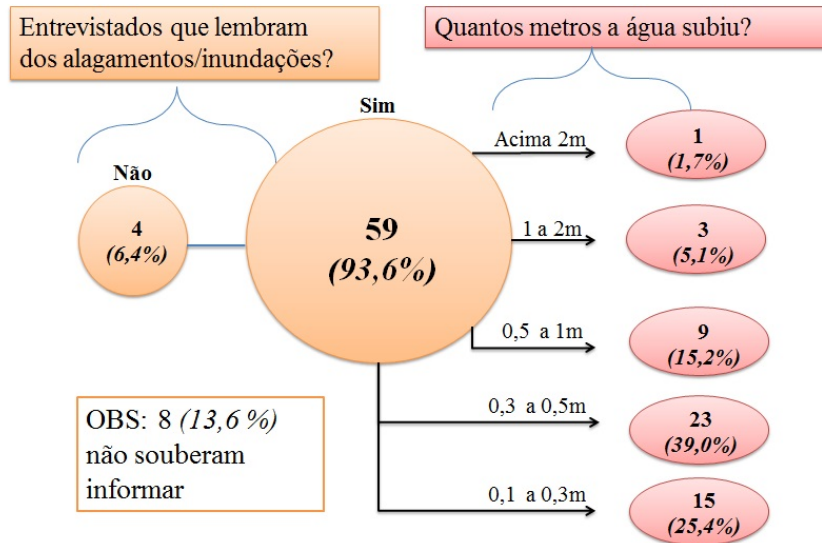 Entrevistados que lembram
dos alagamentos/inundações?
Quantos metros a água subiu?
Sim
Não
4
(6,4%)
59
(93,6%)
Acima 2m
1
(1,7%)
1 a 2m
3
(5,1%)
0,5 a 1m
9
(15,2%)
0,3 a 0,5m
23
(39,0%)
0,1 a 0,3m
15
(25,4%)
OBS: 8 (13,6 %)
não souberam
informar